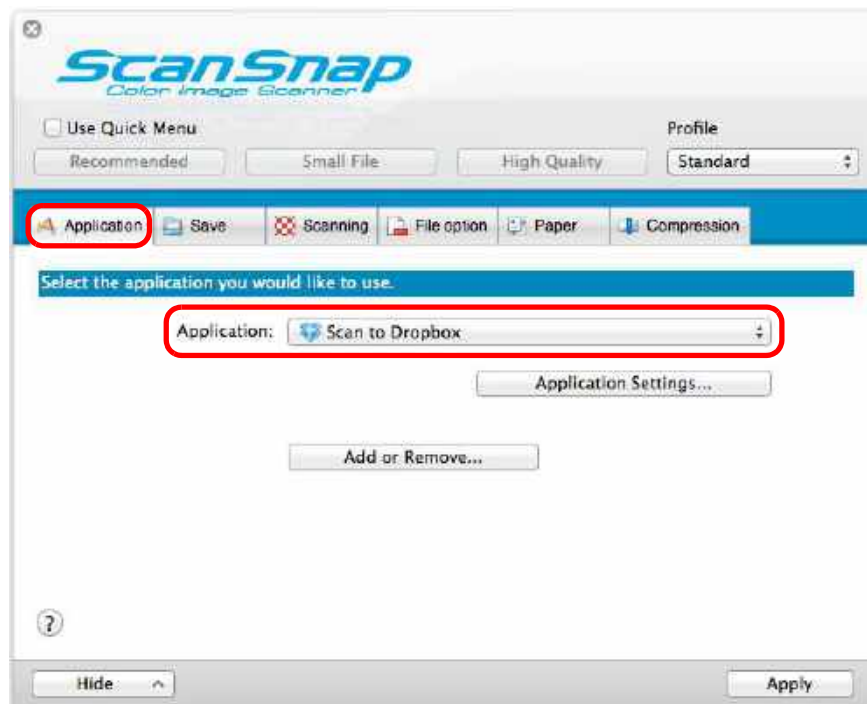 ScanSnap
Color Image Scanner
Use Quick Menu
Profile
Recommended Small File High Quality Standard
Application Save Scanning File option Paper Compression
Select the application you would like to use.
Application: Scan to Dropbox
Application Settings...
Add or Remove...
?
Hide Apply